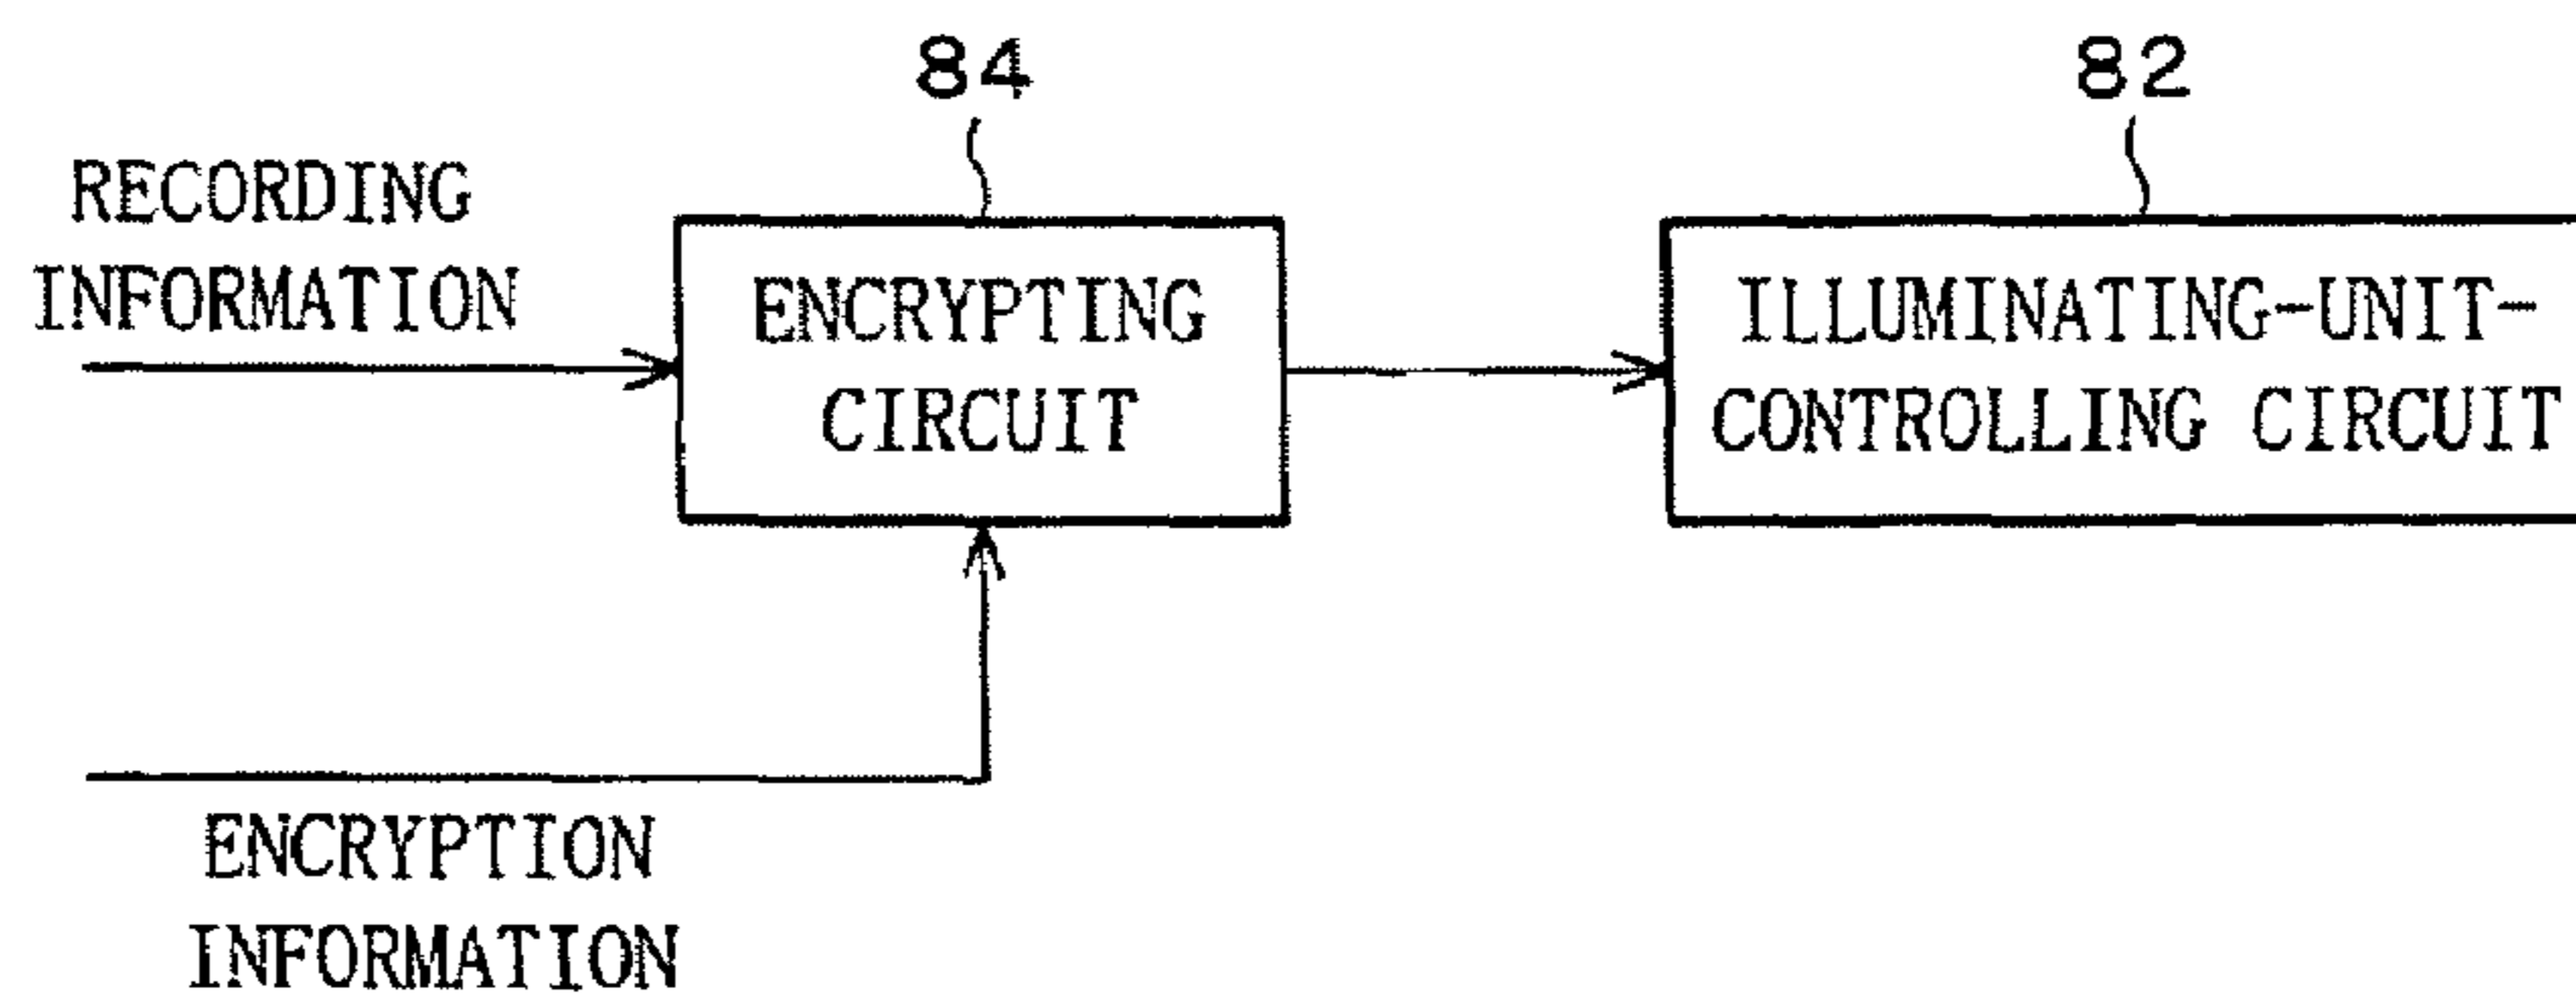 84
82
RECORDING
INFORMATION
ENCRYPTING
CIRCUIT
ILLUMINATING-UNIT-
CONTROLLING CIRCUIT
ENCRYPTION
INFORMATION